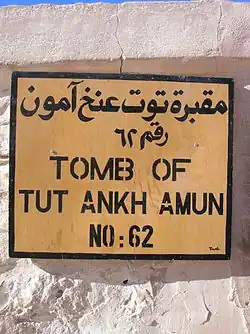 مقبرة توت عنخ آمون
رقم ٦٢
TOMB OF
TUT ANKH AMUN
NO: 62